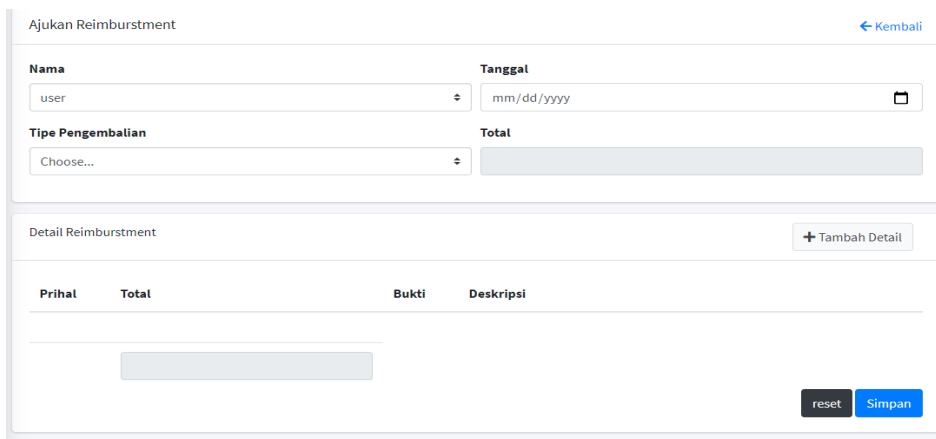 Ajukan Reimburstment
Kembali
Nama
Tanggal
user
mm/dd/yyyy
Tipe Pengembalian
Total
Choose...
Detail Reimburstment
Tambah Detail
Prihal Total Bukti Deskripsi
reset Simpan